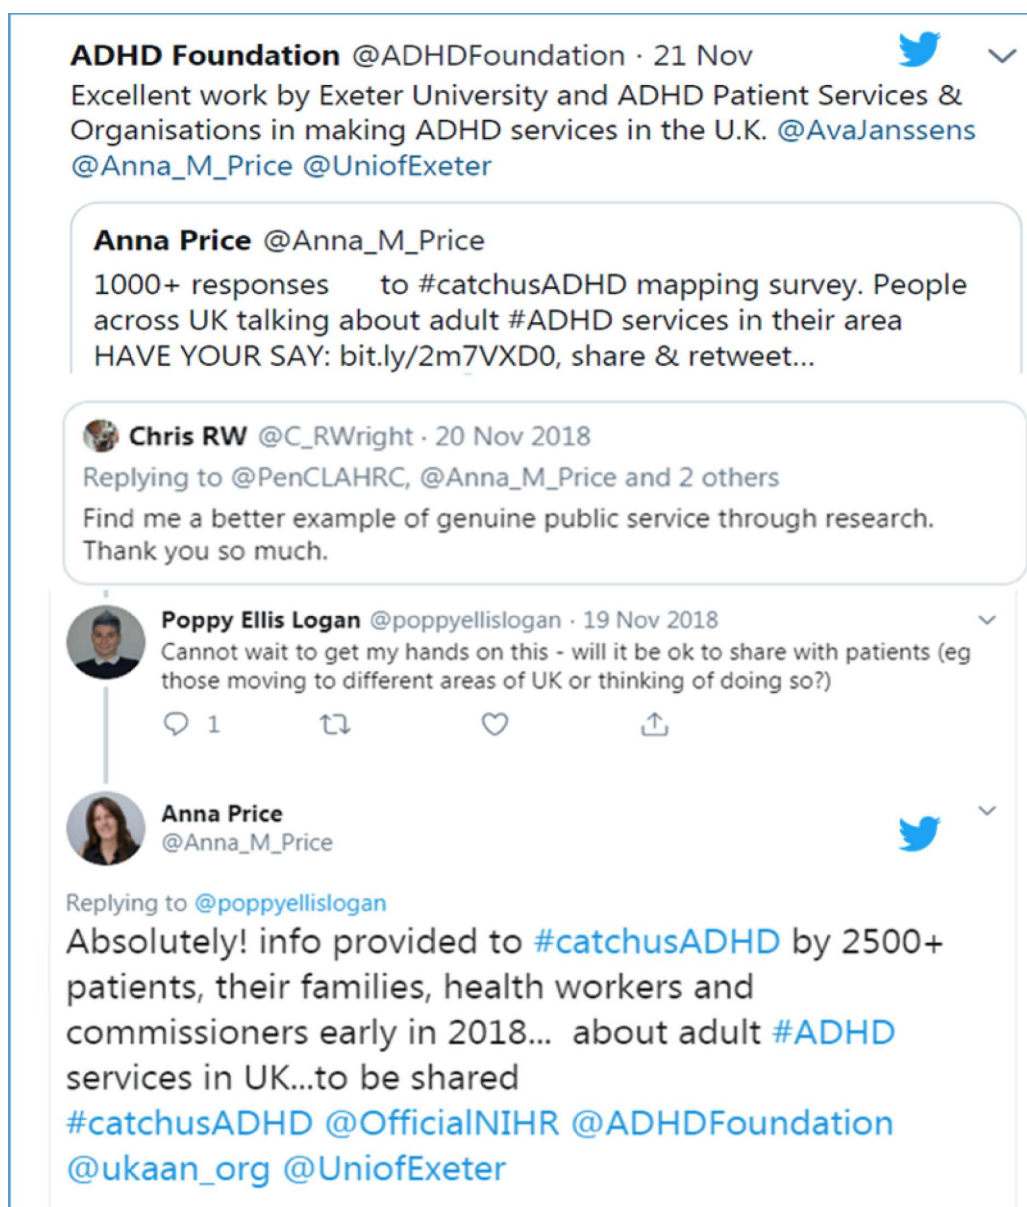 ADHD Foundation @ADHDFoundation · 21 Nov
Excellent work by Exeter University and ADHD Patient Services &
Organisations in making ADHD services in the U.K. @AvaJanssens
@Anna_M_Price @UniofExeter
Anna Price @Anna_M_Price
1000+ responses to #catchusADHD mapping survey. People
across UK talking about adult #ADHD services in their area
HAVE YOUR SAY: bit.ly/2m7VXD0, share & retweet...
Chris RW @C_RWright · 20 Nov 2018
Replying to @PenCLAHRC, @Anna_M_Price and 2 others
Find me a better example of genuine public service through research.
Thank you so much.
Poppy Ellis Logan @poppyellislogan · 19 Nov 2018
Cannot wait to get my hands on this - will it be ok to share with patients (eg
those moving to different areas of UK or thinking of doing so?)
1
Anna Price
@Anna_M_Price
Replying to @poppyellislogan
Absolutely! info provided to #catchusADHD by 2500+
patients, their families, health workers and
commissioners early in 2018... about adult #ADHD
services in UK...to be shared
#catchusADHD @OfficialNIHR @ADHDFoundation
@ukaan_org @UniofExeter